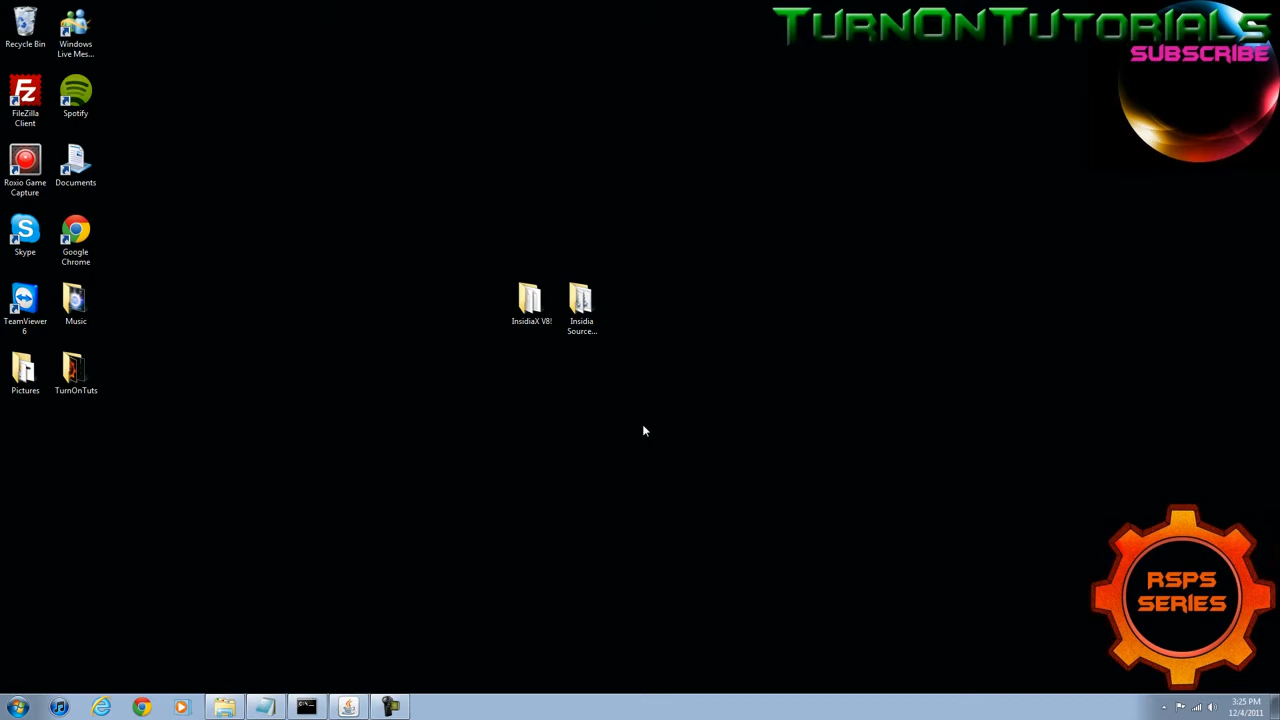 TurnOnTutorials
SUBSCRIBE
Recycle Bin
Windows
Live Mes...
FileZilla
Client
Spotify
Roxio Game
Capture
Documents
Skype
Google
Chrome
TeamViewer
6
Music
Pictures
TurnOnTuts
InsidiaX V8!
Insidia
Source...
RSPS
SERIES
3:25 PM
12/4/2011